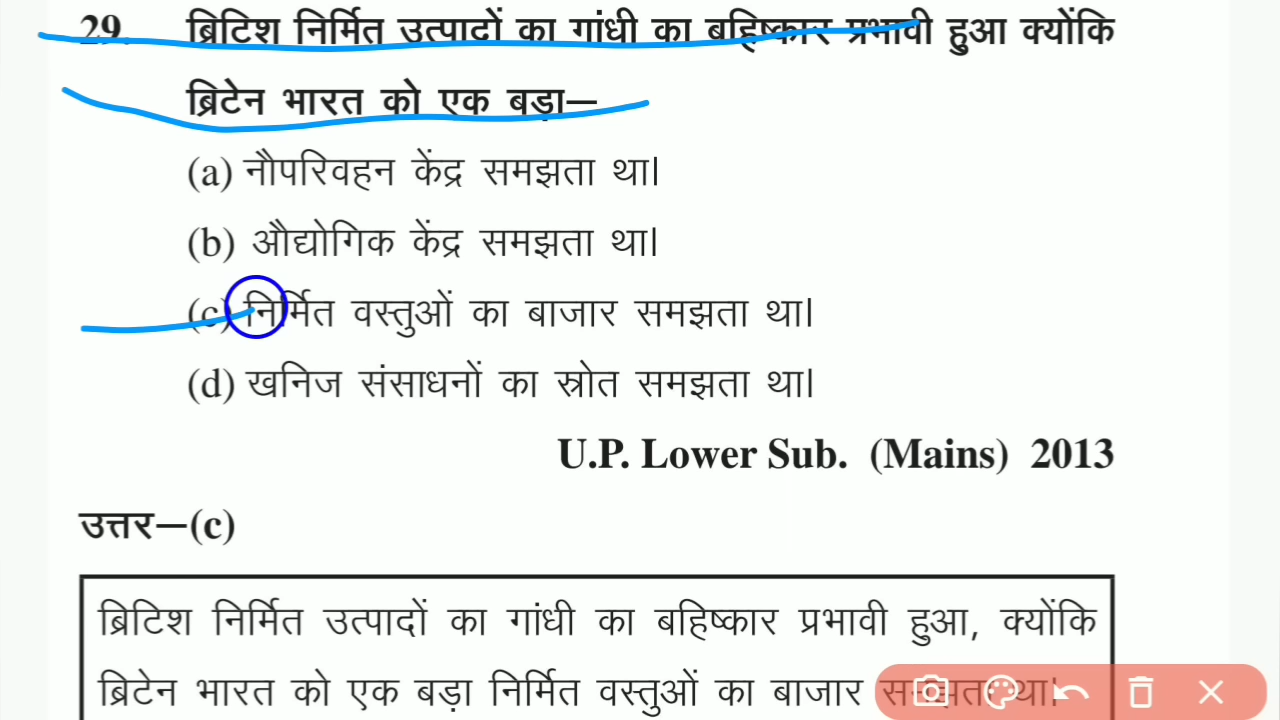 29. ब्रिटिश निर्मित उत्पादों का गांधी का बहिष्कार प्रभावी हुआ क्योंकि
ब्रिटेन भारत को एक बड़ा—
(a) नौपरिवहन केंद्र समझता था।
(b) औद्योगिक केंद्र समझता था।
(c) निर्मित वस्तुओं का बाजार समझता था।
(d) खनिज संसाधनों का स्रोत समझता था।
U.P. Lower Sub. (Mains) 2013
उत्तर—(c)
ब्रिटिश निर्मित उत्पादों का गांधी का बहिष्कार प्रभावी हुआ, क्योंकि
ब्रिटेन भारत को एक बड़ा निर्मित वस्तुओं का बाजार समझता था।